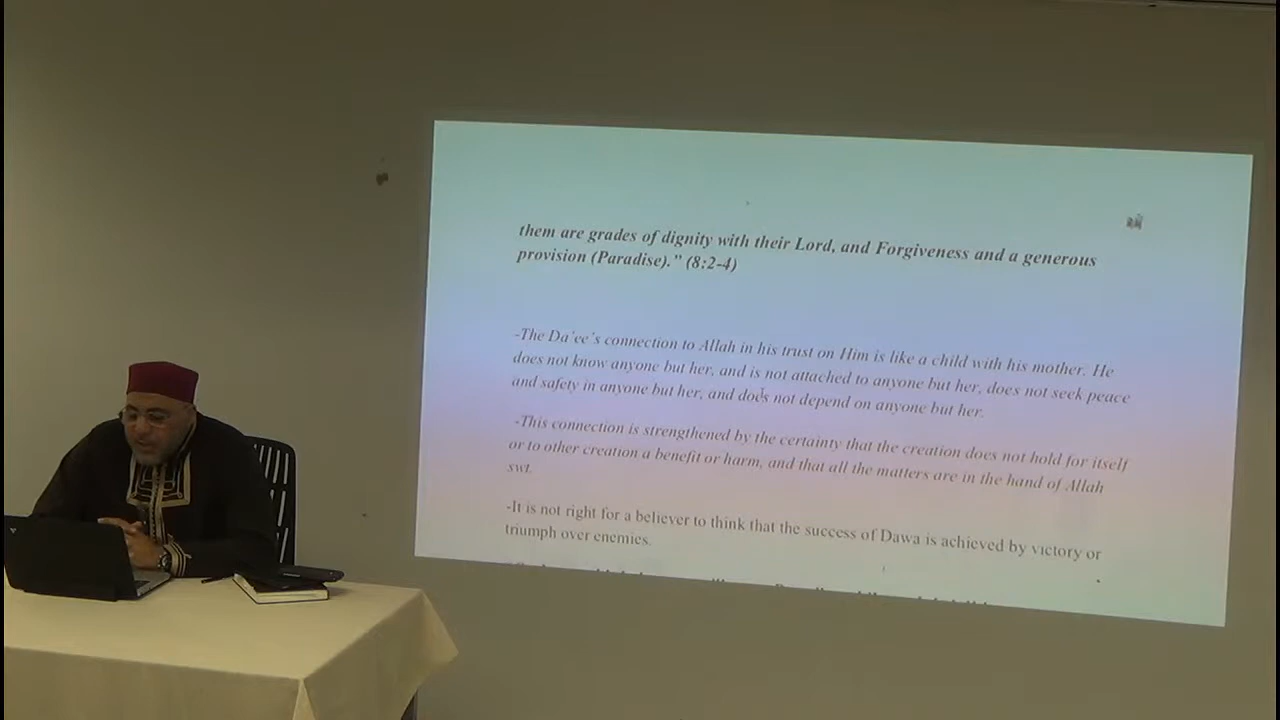 them are grades of dignity with their Lord, and Forgiveness and a generous
provision (Paradise)." (8:2-4)
-The Da'ee's connection to Allah in his trust on Him is like a child with his mother. He
does not know anyone but her, and is not attached to anyone but her, does not seek peace
and safety in anyone but her, and does not depend on anyone but her.
-This connection is strengthened by the certainty that the creation does not hold for itself
or to other creation a benefit or harm, and that all the matters are in the hand of Allah
swt.
-It is not right for a believer to think that the success of Dawa is achieved by victory or
triumph over enemies.